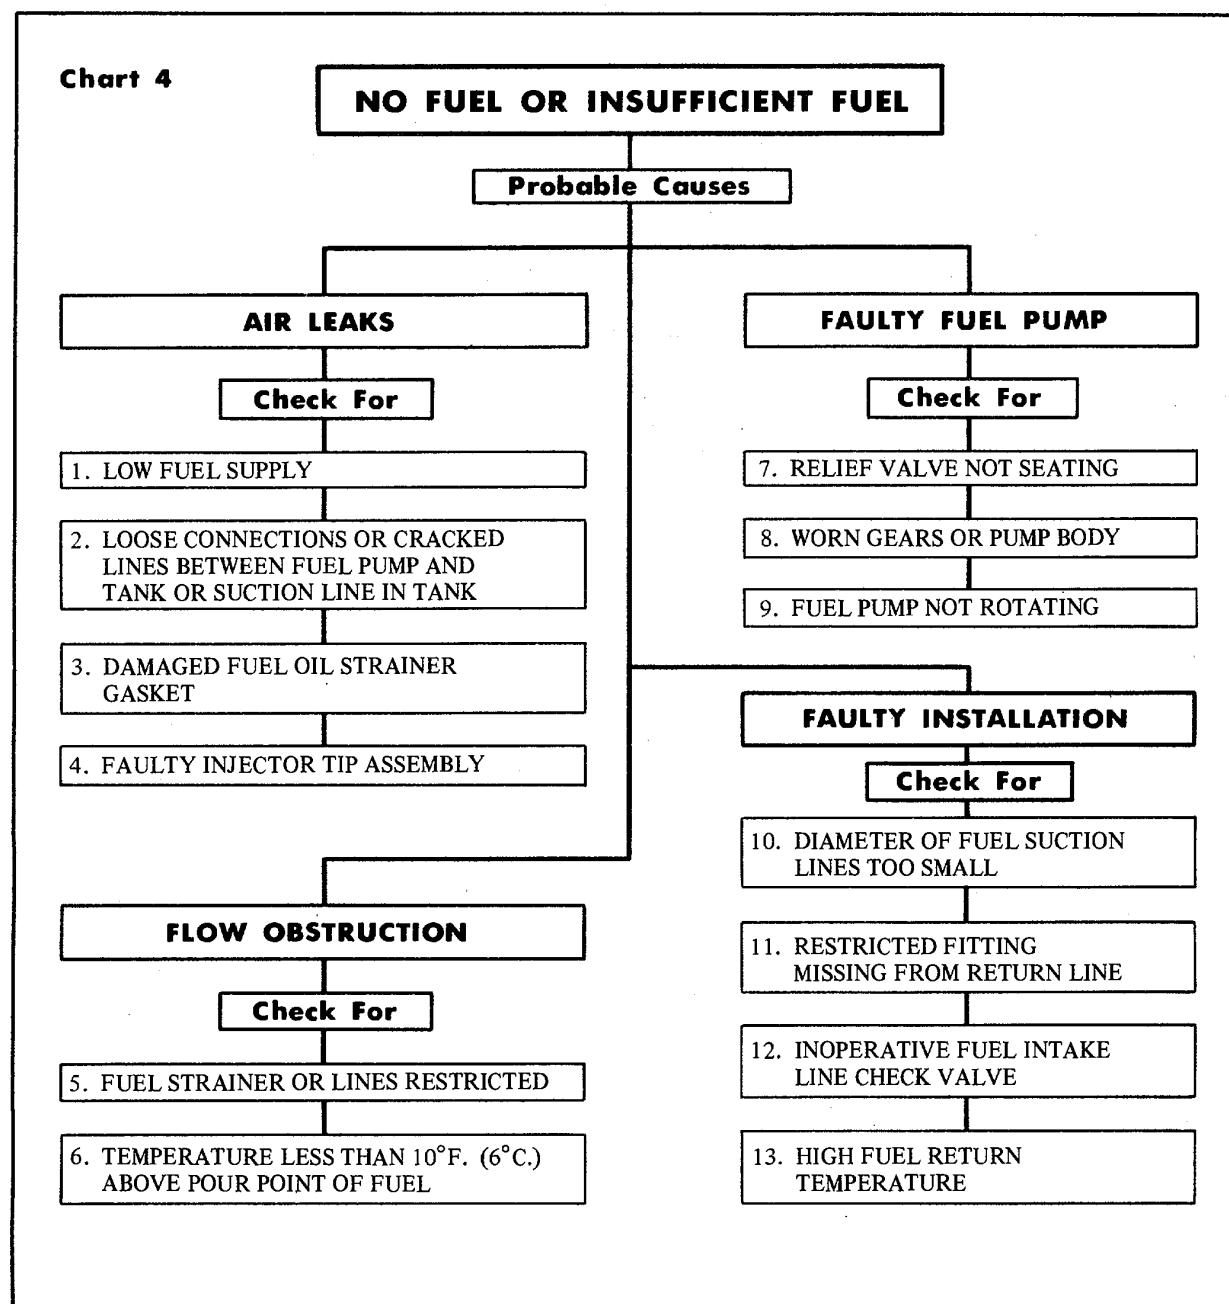 Chart 4
NO FUEL OR INSUFFICIENT FUEL
Probable Causes
AIR LEAKS
Check For
1. LOW FUEL SUPPLY
2. LOOSE CONNECTIONS OR CRACKED
LINES BETWEEN FUEL PUMP AND
TANK OR SUCTION LINE IN TANK
3. DAMAGED FUEL OIL STRAINER
GASKET
4. FAULTY INJECTOR TIP ASSEMBLY
FLOW OBSTRUCTION
Check For
5. FUEL STRAINER OR LINES RESTRICTED
6. TEMPERATURE LESS THAN 10°F. (6°C.)
ABOVE POUR POINT OF FUEL
FAULTY FUEL PUMP
Check For
7. RELIEF VALVE NOT SEATING
8. WORN GEARS OR PUMP BODY
9. FUEL PUMP NOT ROTATING
FAULTY INSTALLATION
Check For
10. DIAMETER OF FUEL SUCTION
LINES TOO SMALL
11. RESTRICTED FITTING
MISSING FROM RETURN LINE
12. INOPERATIVE FUEL INTAKE
LINE CHECK VALVE
13. HIGH FUEL RETURN
TEMPERATURE